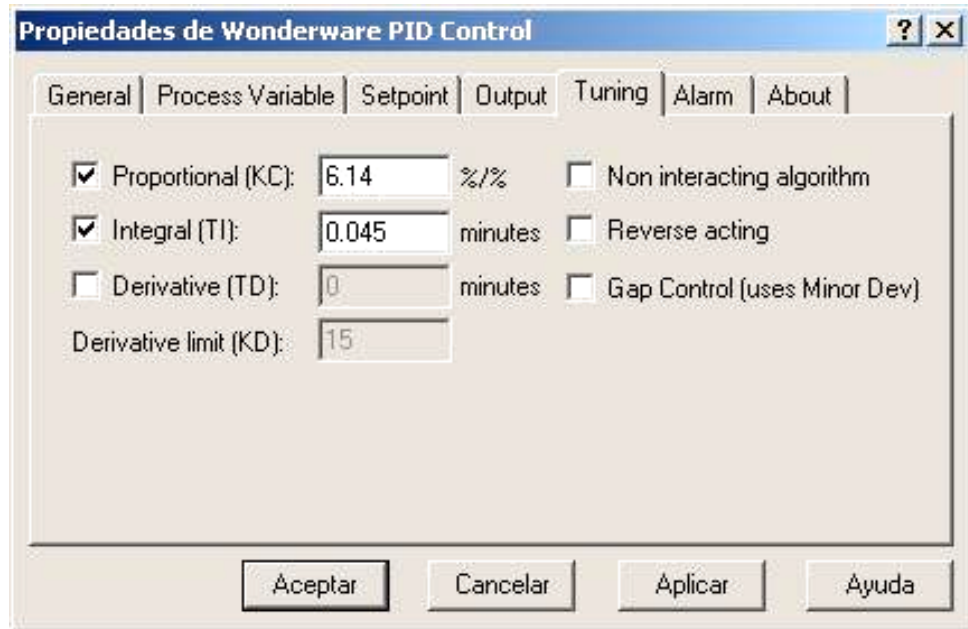 Propiedades de Wonderware PID Control
? ×
General Process Variable Setpoint Output Tuning Alarm About
Proportional (KC): 6.14 %/% Non interacting algorithm
Integral (TI): 0.045 minutes Reverse acting
Derivative (TD): 0 minutes Gap Control (uses Minor Dev)
Derivative limit (KD): 15
Aceptar Cancelar Aplicar Ayuda